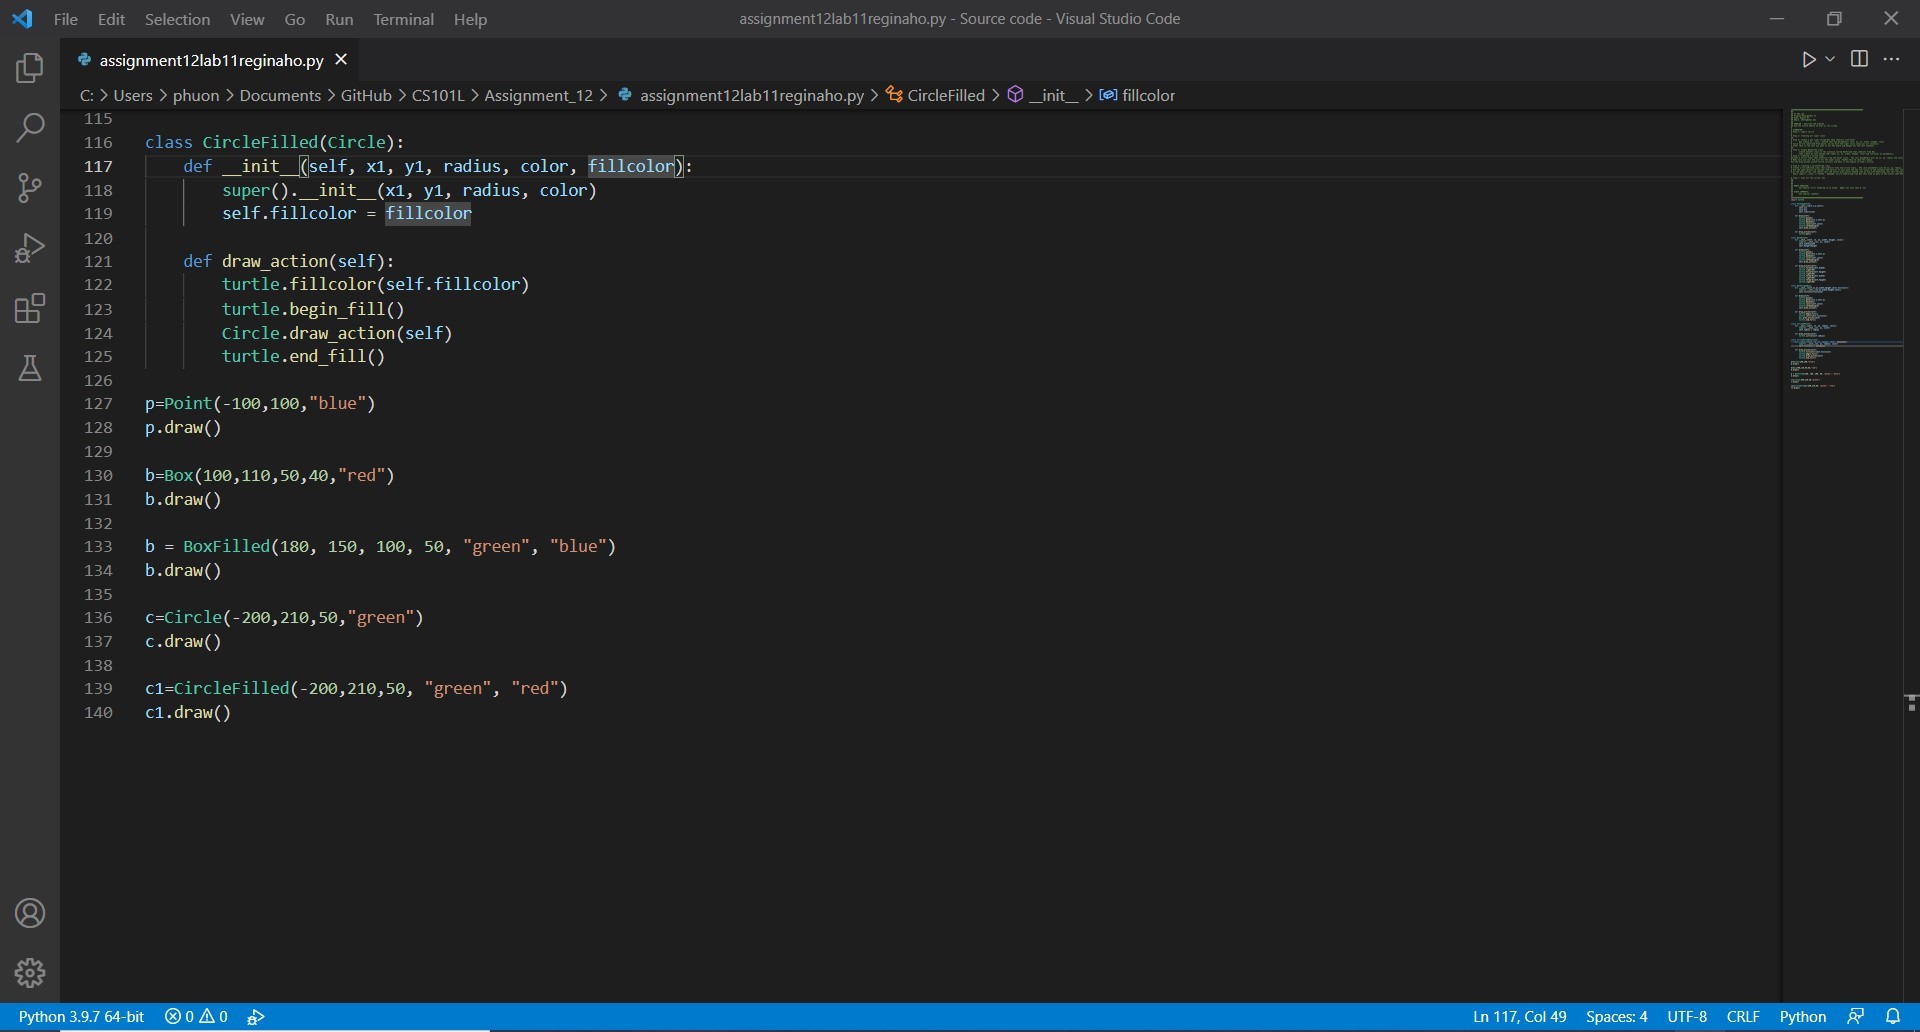 File Edit Selection View Go Run Terminal Help
assignment12lab11reginaho.py - Source code - Visual Studio Code
assignment12lab11reginaho.py
C: > Users > phuon > Documents > GitHub > CS101L > Assignment_12 > assignment12lab11reginaho.py > CircleFilled > __init__ > fillcolor
115
116 class CircleFilled(Circle):
117     def __init__(self, x1, y1, radius, color, fillcolor):
118         super().__init__(x1, y1, radius, color)
119         self.fillcolor = fillcolor
120
121     def draw_action(self):
122         turtle.fillcolor(self.fillcolor)
123         turtle.begin_fill()
124         Circle.draw_action(self)
125         turtle.end_fill()
126
127 p=Point(-100,100,"blue")
128 p.draw()
129
130 b=Box(100,110,50,40,"red")
131 b.draw()
132
133 b = BoxFilled(180, 150, 100, 50, "green", "blue")
134 b.draw()
135
136 c=Circle(-200,210,50,"green")
137 c.draw()
138
139 c1=CircleFilled(-200,210,50, "green", "red")
140 c1.draw()
Python 3.9.7 64-bit 0 0 Ln 117, Col 49 Spaces: 4 UTF-8 CRLF Python